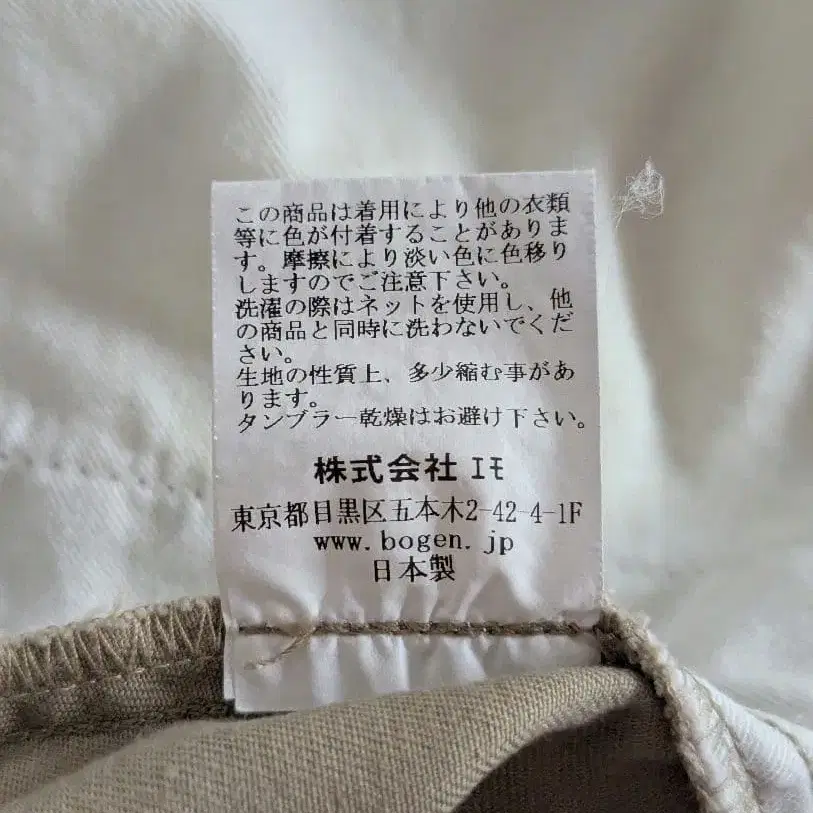 この商品は着用により他の衣類
等に色が付着することがありま
す。摩擦により淡い色に色移り
しますのでご注意下さい。
洗濯の際はネットを使用し、他
の商品と同時に洗わないでくだ
さい。
生地の性質上、多少縮む事があ
ります。
タンブラー乾燥はお避け下さい。
株式会社 エモ
東京都目黒区五本木2-42-4-1F
www.bogen.jp
日本製